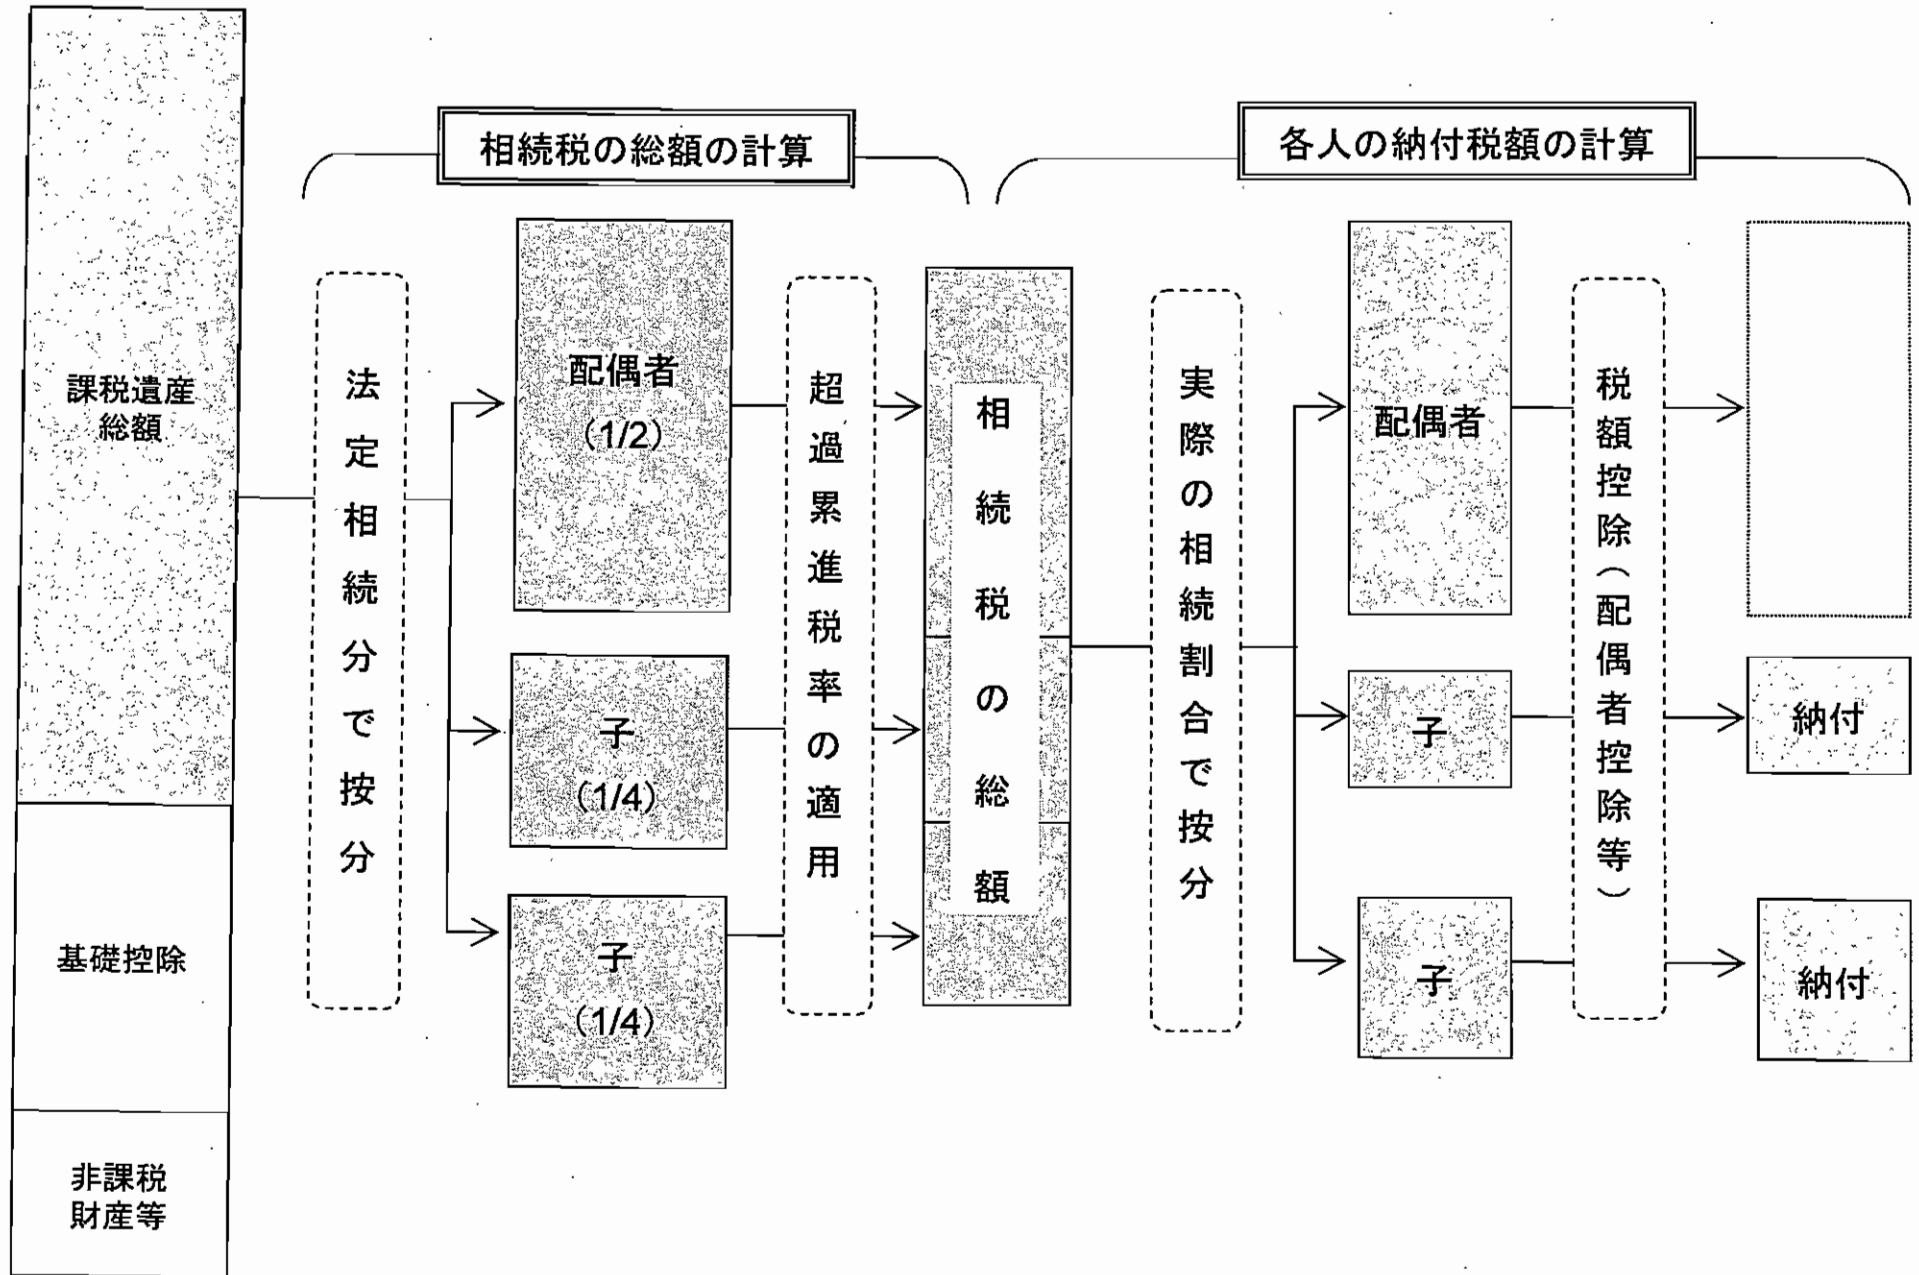 相続税の総額の計算
各人の納付税額の計算
課税遺産
総額
基礎控除
非課税
財産等
法定相続分で按分
配偶者
(1/2)
子
(1/4)
子
(1/4)
超過累進税率の適用
相続税の総額
実際の相続割合で按分
配偶者
子
子
税額控除(配偶者控除等)
納付
納付